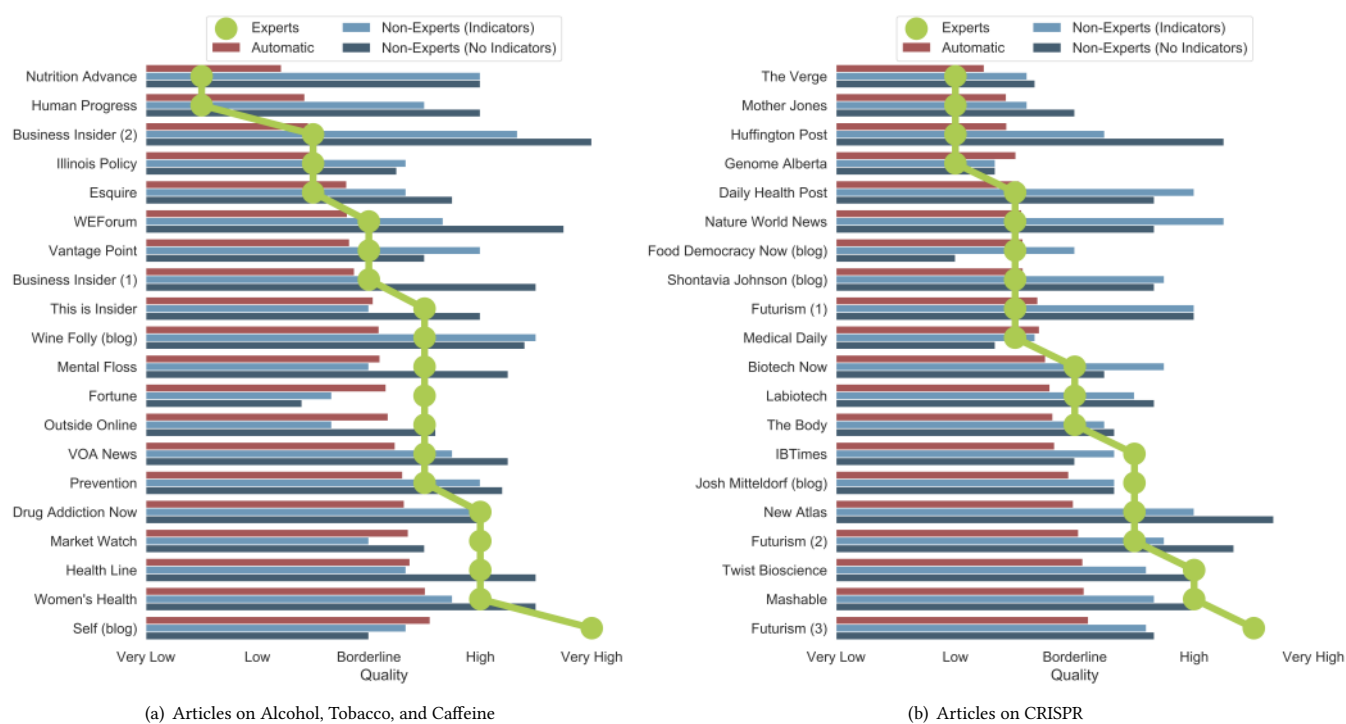 Experts
Automatic
Non-Experts (Indicators)
Non-Experts (No Indicators)
Nutrition Advance
Human Progress
Business Insider (2)
Illinois Policy
Esquire
WEForum
Vantage Point
Business Insider (1)
This is Insider
Wine Folly (blog)
Mental Floss
Fortune
Outside Online
VOA News
Prevention
Drug Addiction Now
Market Watch
Health Line
Women's Health
Self (blog)
Very Low Low Borderline High Very High
Quality
(a) Articles on Alcohol, Tobacco, and Caffeine
Experts
Automatic
Non-Experts (Indicators)
Non-Experts (No Indicators)
The Verge
Mother Jones
Huffington Post
Genome Alberta
Daily Health Post
Nature World News
Food Democracy Now (blog)
Shontavia Johnson (blog)
Futurism (1)
Medical Daily
Biotech Now
Labiotech
The Body
IBTimes
Josh Mitteldorf (blog)
New Atlas
Futurism (2)
Twist Bioscience
Mashable
Futurism (3)
Very Low Low Borderline High Very High
Quality
(b) Articles on CRISPR